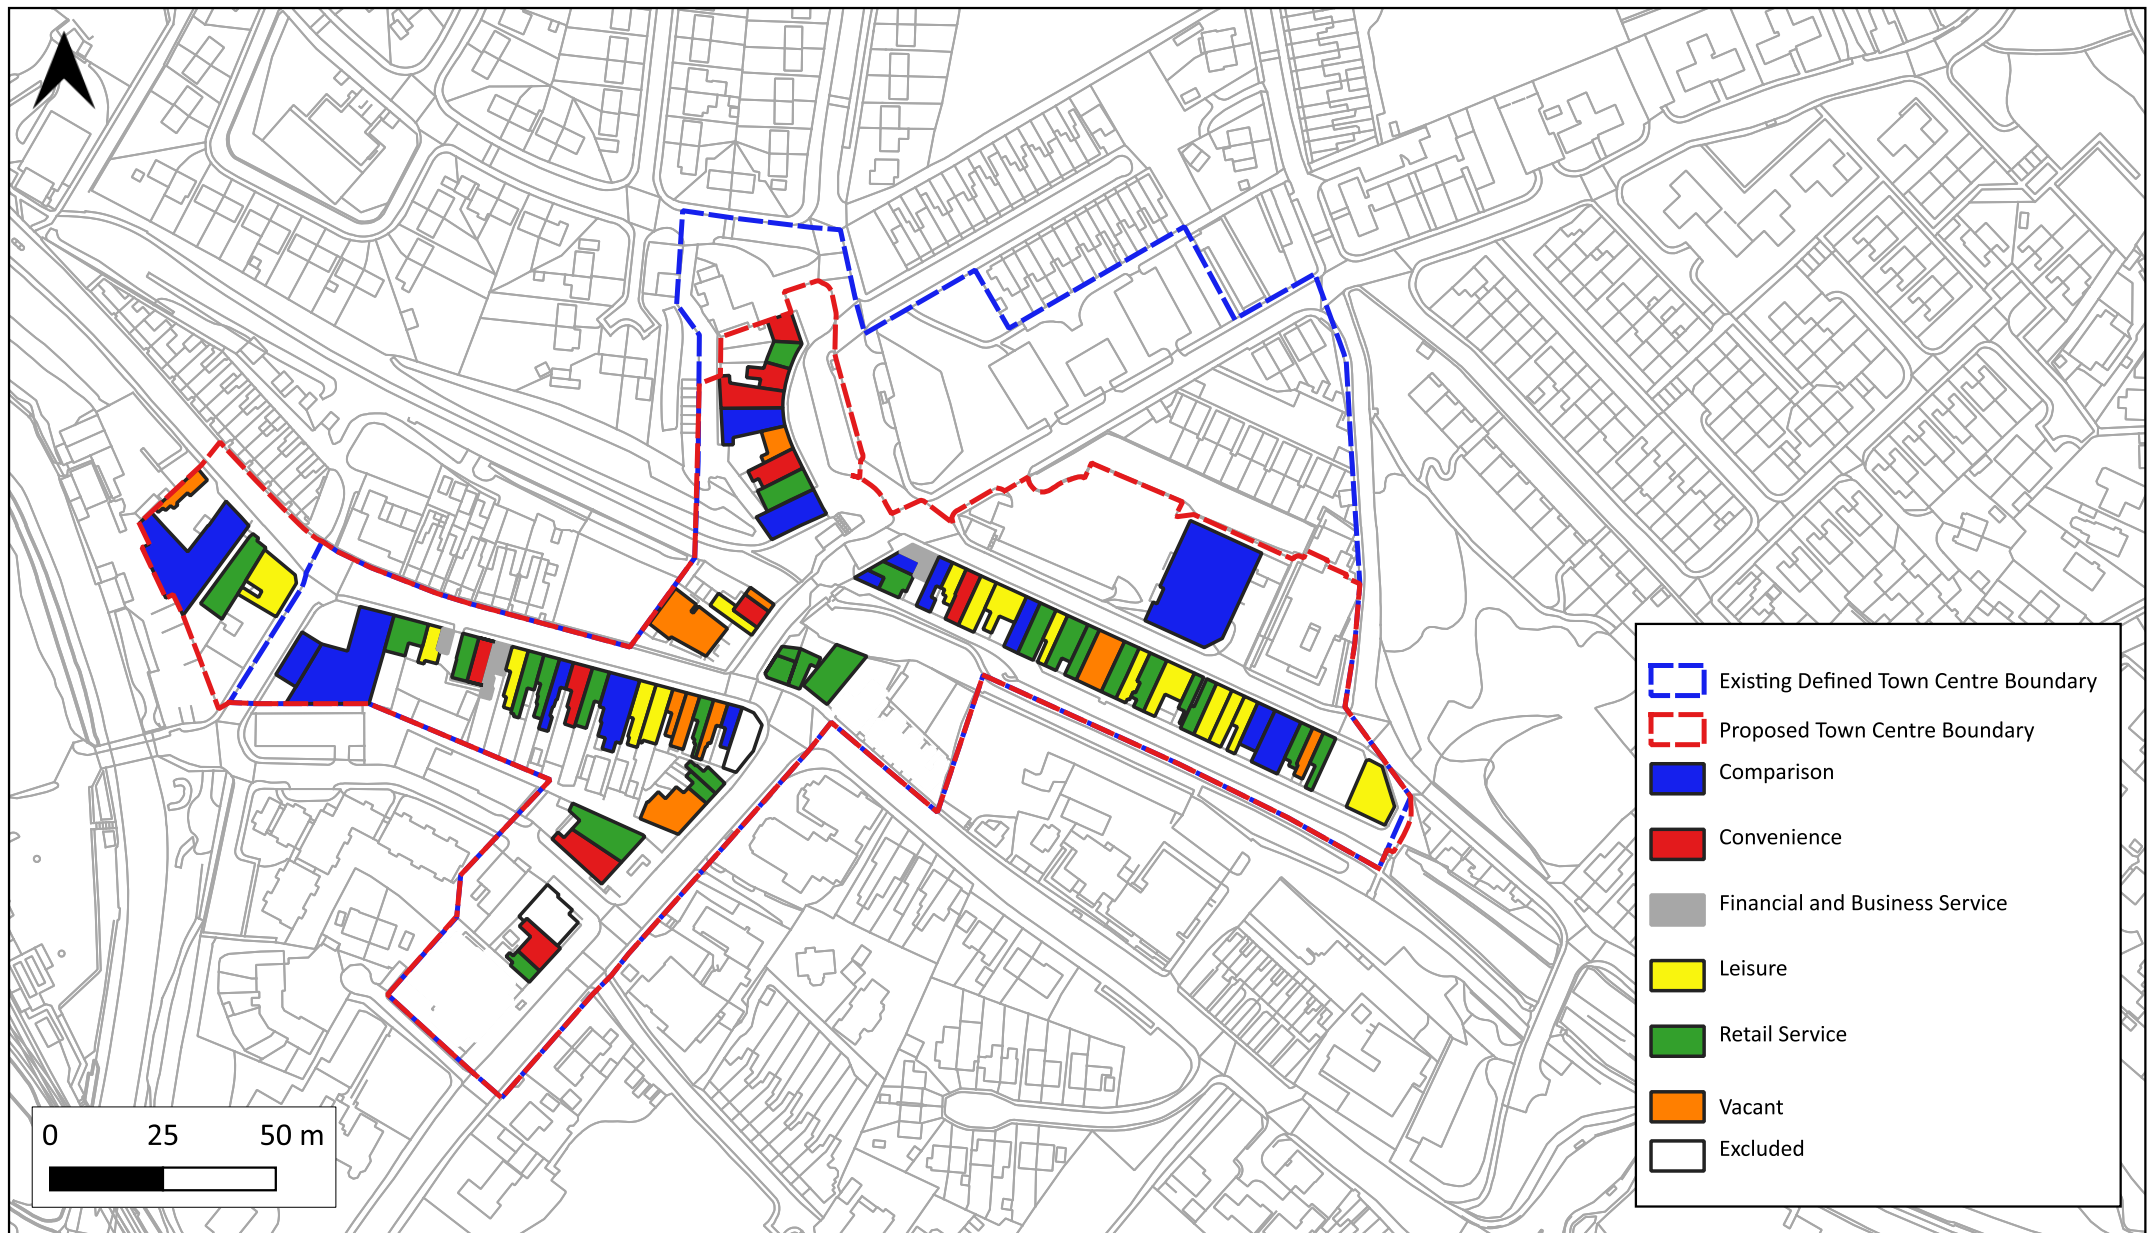 Existing Defined Town Centre Boundary
Proposed Town Centre Boundary
Comparison
Convenience
Financial and Business Service
Leisure
Retail Service
Vacant
Excluded
0 25 50 m